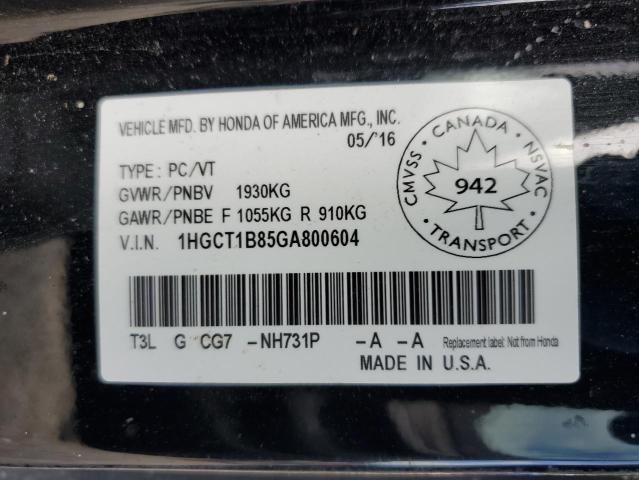 VEHICLE MFD. BY HONDA OF AMERICA MFG., INC.
05/'16
TYPE: PC/VT
GVWR/PNBV 1930KG
GAWR/PNBE F 1055KG R 910KG
V.I.N. 1HGCT1B85GA800604
CMVSS • CANADA • NSVAC • TRANSPORT •
942
T3L G CG7 -NH731P -A -A Replacement label: Not from Honda
MADE IN U.S.A.